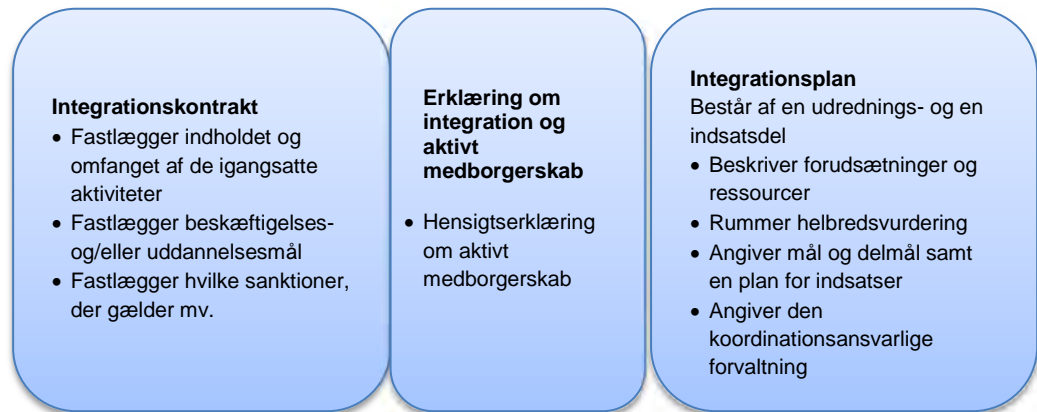 Integrationskontrakt
• Fastlægger indholdet og
omfanget af de igangsatte
aktiviteter
• Fastlægger beskæftigelses-
og/eller uddannelsesmål
• Fastlægger hvilke sanktioner,
der gælder mv.
Erklæring om
integration og
aktivt
medborgerskab
• Hensigtserklæring
om aktivt
medborgerskab
Integrationsplan
Består af en udrednings- og en
indsatsdel
• Beskriver forudsætninger og
ressourcer
• Rummer helbredsvurdering
• Angiver mål og delmål samt
en plan for indsatser
• Angiver den
koordinationsansvarlige
forvaltning